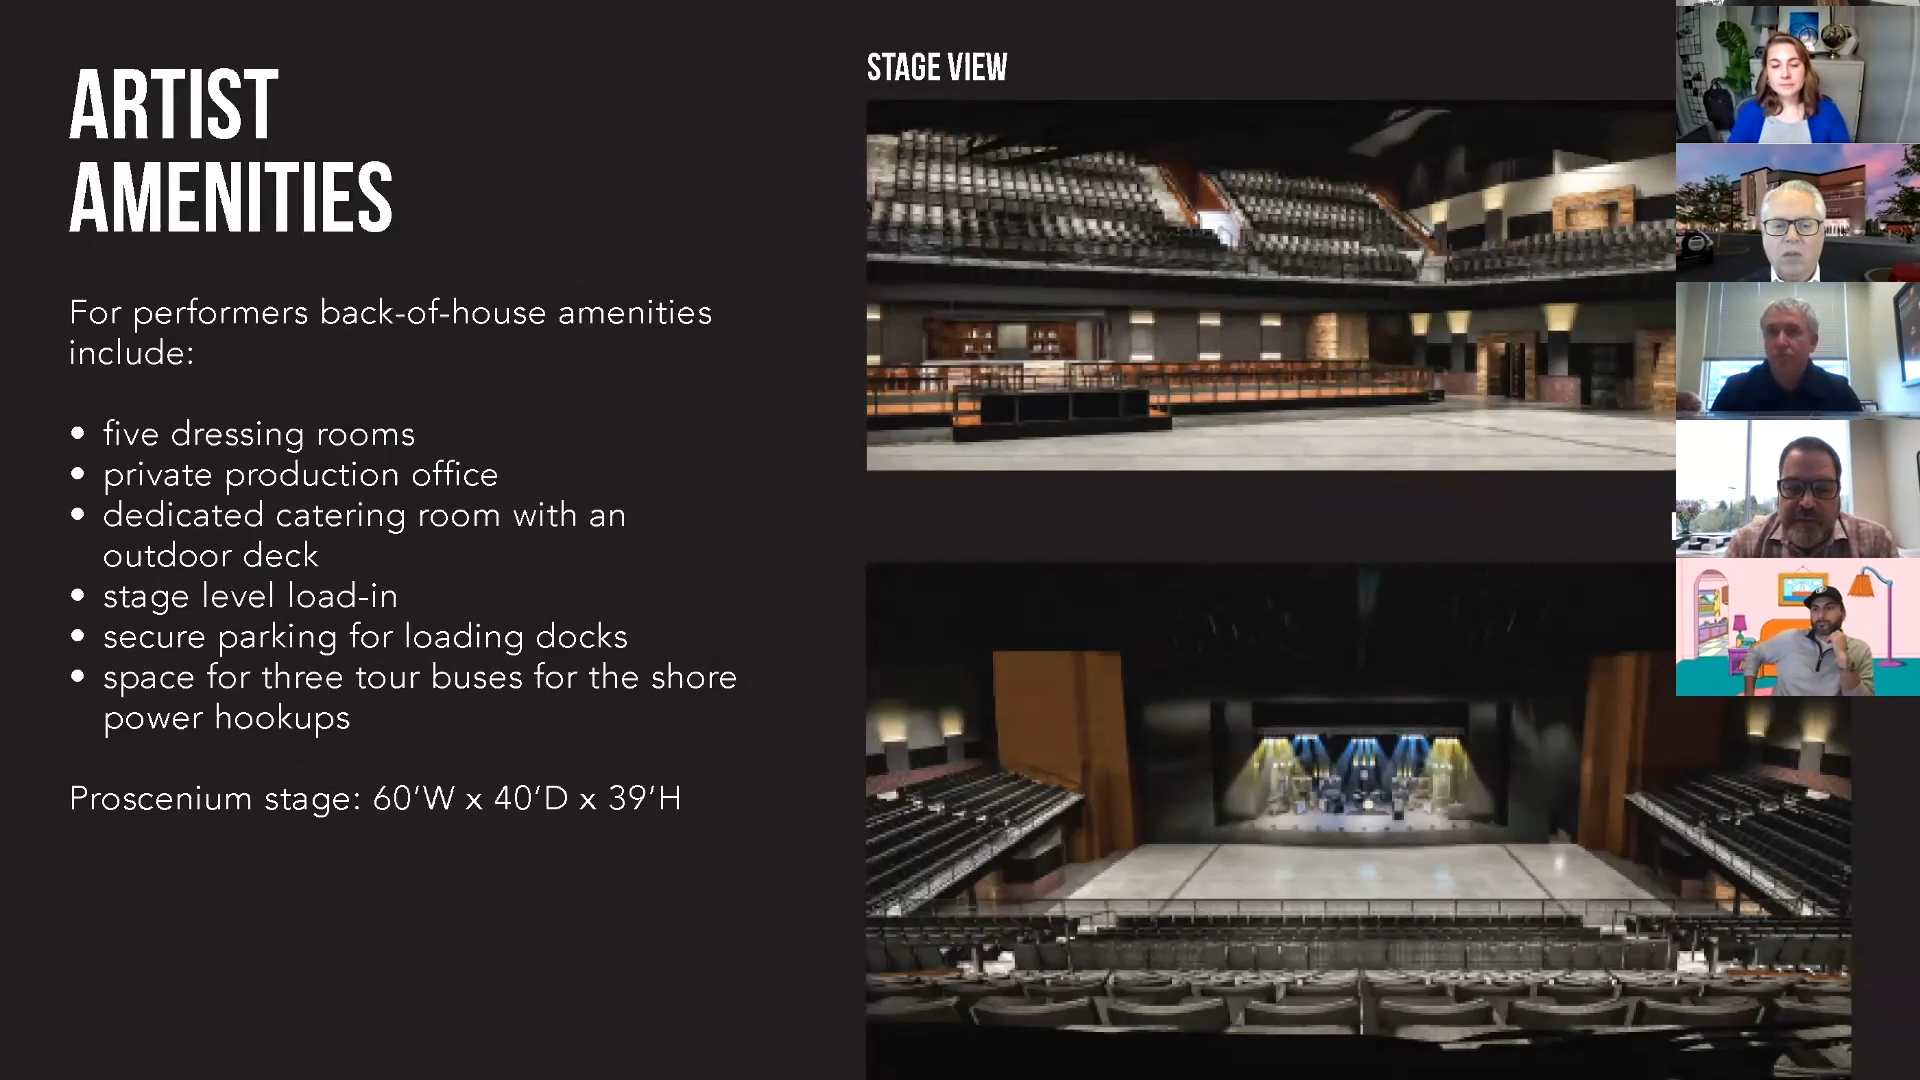 ARTIST
AMENITIES
For performers back-of-house amenities
include:
• five dressing rooms
• private production office
• dedicated catering room with an
outdoor deck
• stage level load-in
• secure parking for loading docks
• space for three tour buses for the shore
power hookups
Proscenium stage: 60'W x 40'D x 39'H
STAGE VIEW